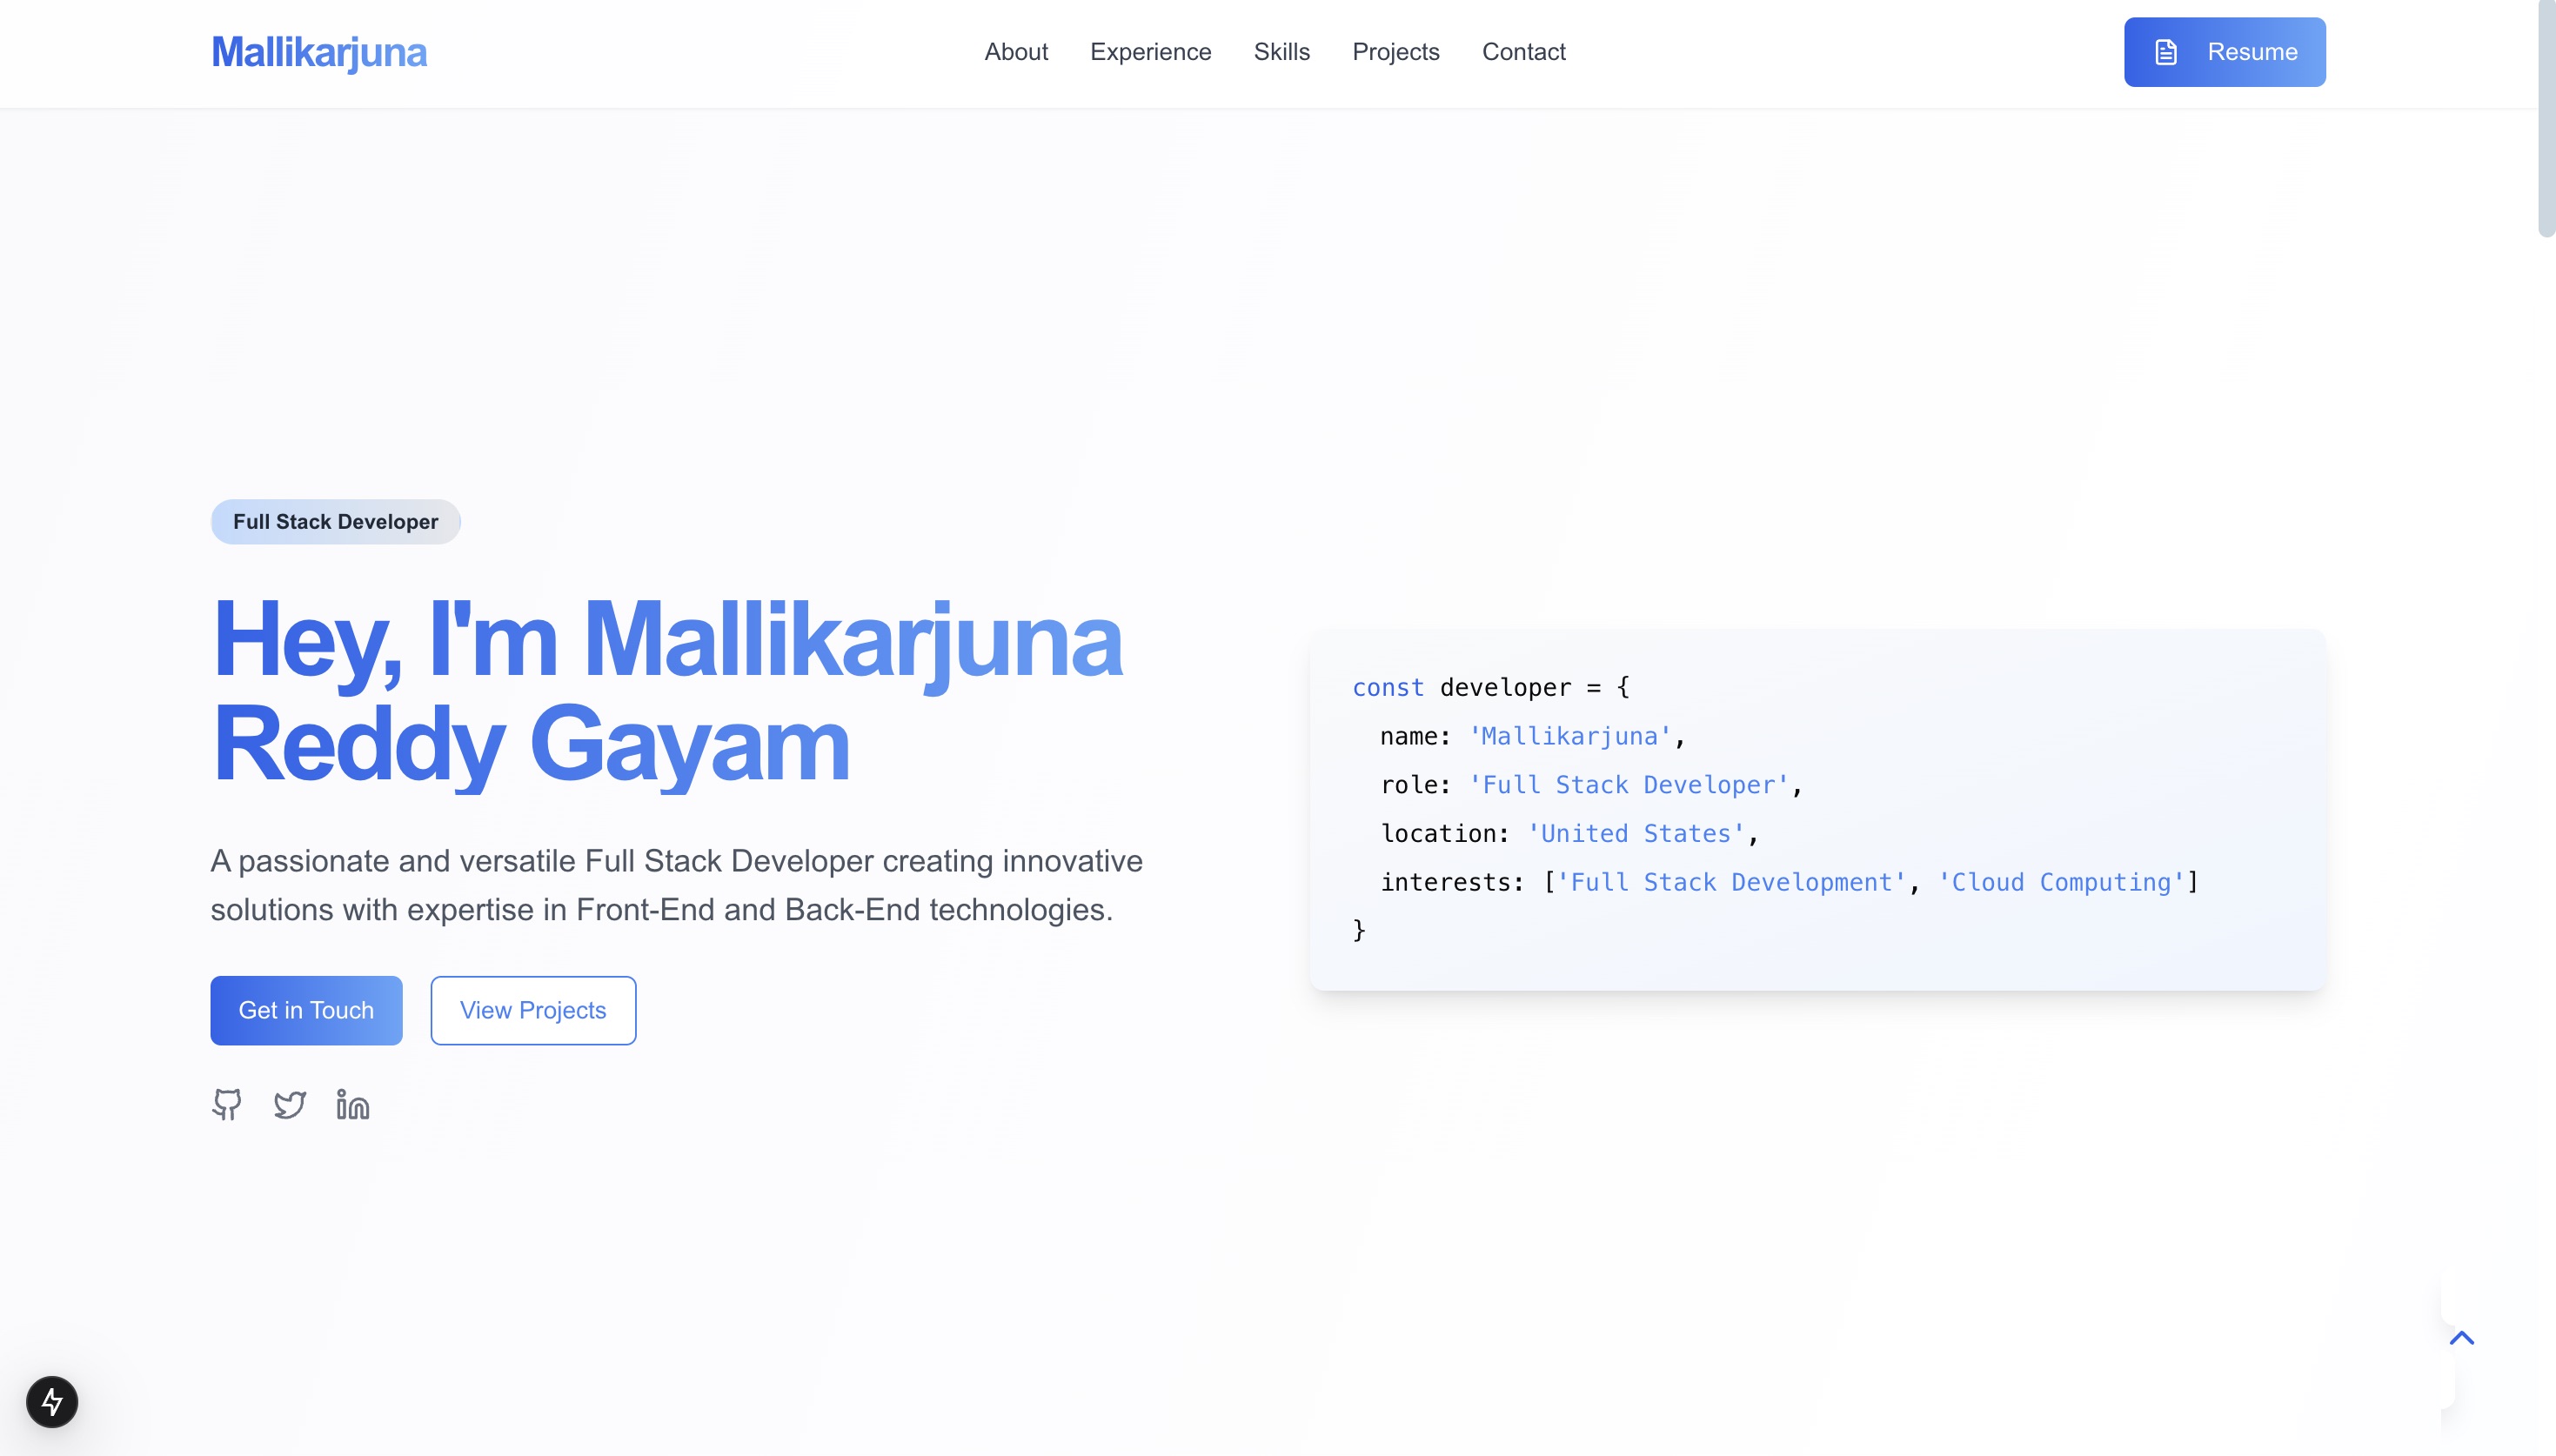 Mallikarjuna
About
Experience
Skills
Projects
Contact
Resume
Full Stack Developer
Hey, I'm Mallikarjuna
Reddy Gayam
A passionate and versatile Full Stack Developer creating innovative
solutions with expertise in Front-End and Back-End technologies.
Get in Touch
View Projects
const developer = {
name: 'Mallikarjuna',
role: 'Full Stack Developer',
location: 'United States',
interests: ['Full Stack Development', 'Cloud Computing']
}